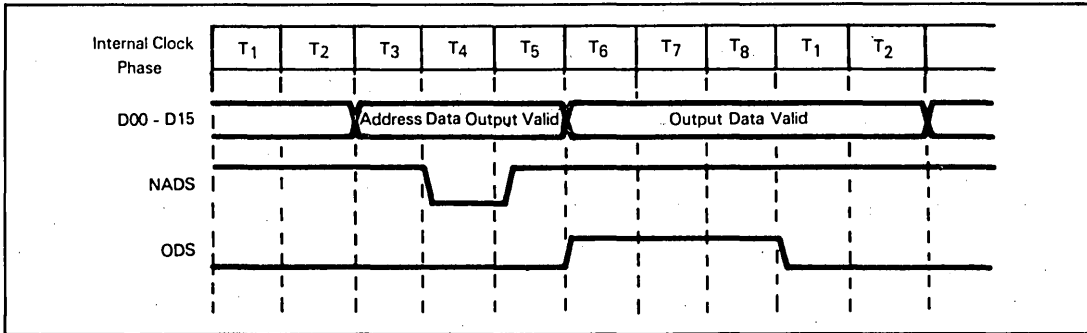 Internal Clock Phase
T1 T2 T3 T4 T5 T6 T7 T8 T1 T2
D00 - D15
Address Data Output Valid
Output Data Valid
NADS
ODS